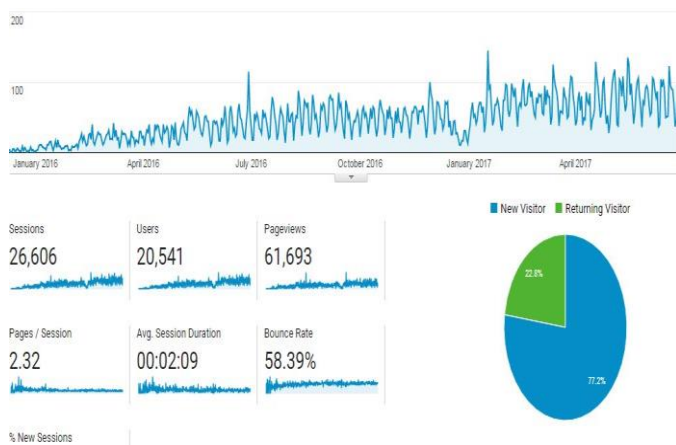 200
100
January 2016
April 2016
July 2016
October 2016
January 2017
April 2017
New Visitor
Returning Visitor
Sessions
26,606
Users
20,541
Pageviews
61,693
Pages / Session
2.32
Avg. Session Duration
00:02:09
Bounce Rate
58.39%
22.8%
77.2%
% New Sessions